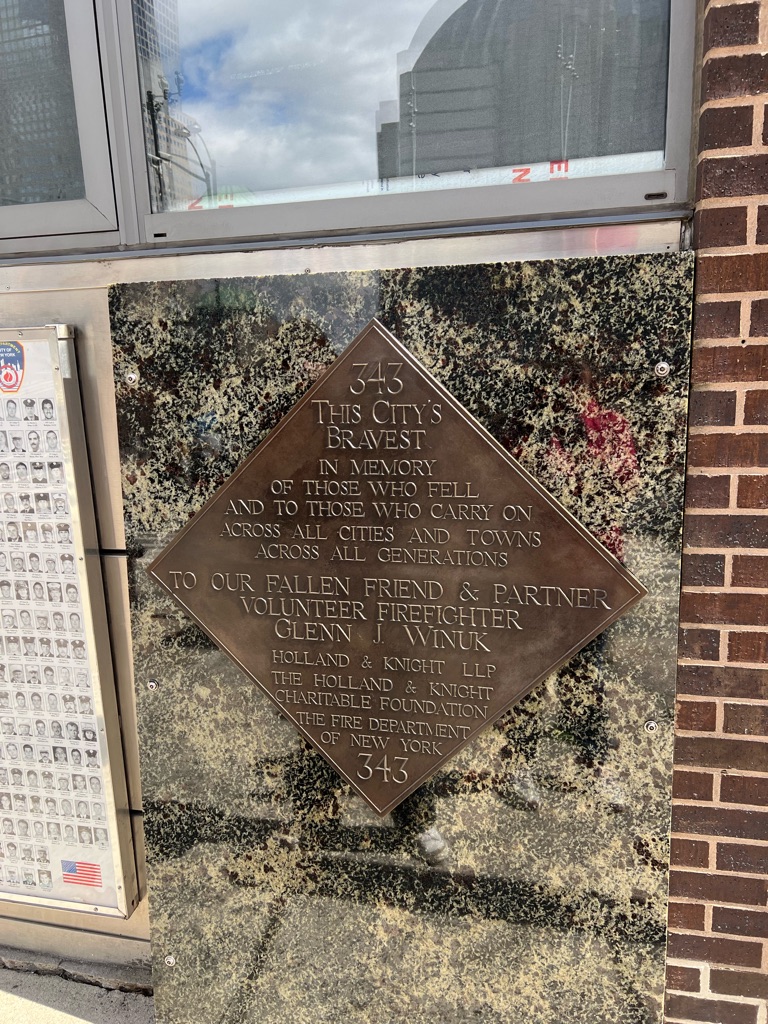 343
THIS CITY'S
BRAVEST
IN MEMORY
OF THOSE WHO FELL
AND TO THOSE WHO CARRY ON
ACROSS ALL CITIES AND TOWNS
ACROSS ALL GENERATIONS
TO OUR FALLEN FRIEND & PARTNER
VOLUNTEER FIREFIGHTER
GLENN J. WINUK
HOLLAND & KNIGHT LLP
THE HOLLAND & KNIGHT
CHARITABLE FOUNDATION
THE FIRE DEPARTMENT
OF NEW YORK
343